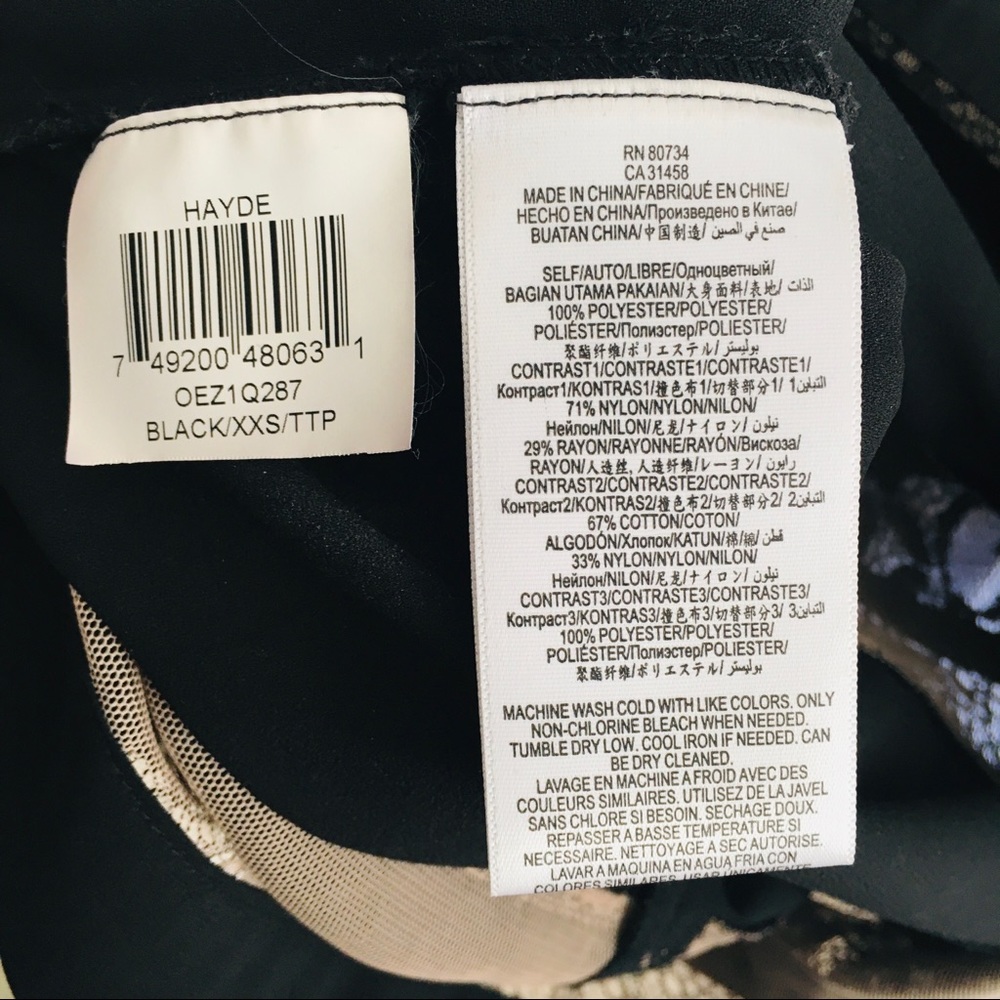 HAYDE
7 49200 48063 1
OEZ1Q287
BLACK/XXS/TTP
RN 80734
CA 31458
MADE IN CHINA/FABRIQUÉ EN CHINE/
HECHO EN CHINA/Произведено в Китае/
BUATAN CHINA/中国制造/ صنع في الصين
SELF/AUTO/LIBRE/Одноцветный/
BAGIAN UTAMA PAKAIAN/大身面料/表地/ الذات
100% POLYESTER/POLYESTER/
POLIÉSTER/Полиэстер/POLYESTER/
聚酯纤维/ポリエステル/ بوليستر
CONTRAST1/CONTRASTE1/CONTRASTE1/
Контраст1/KONTRAS1/撞色布1/切替部分1/ التباين1
71% NYLON/NYLON/NILON/
Нейлон/NILON/尼龙/ナイロン/ نيلون
29% RAYON/RAYONNE/RAYÓN/Вискоза/
RAYON/人造丝, 人造纤维/レーヨン/ رايون
CONTRAST2/CONTRASTE2/CONTRASTE2/
Контраст2/KONTRAS2/撞色布2/切替部分2/ التباين2
67% COTTON/COTON/
ALGODÓN/Хлопок/KATUN/棉/綿/ قطن
33% NYLON/NYLON/NILON/
Нейлон/NILON/尼龙/ナイロン/ نيلون
CONTRAST3/CONTRASTE3/CONTRASTE3/
Контраст3/KONTRAS3/撞色布3/切替部分3/ التباين3
100% POLYESTER/POLYESTER/
POLIÉSTER/Полиэстер/POLYESTER/
聚酯纤维/ポリエステル/ بوليستر
MACHINE WASH COLD WITH LIKE COLORS. ONLY
NON-CHLORINE BLEACH WHEN NEEDED.
TUMBLE DRY LOW. COOL IRON IF NEEDED. CAN
BE DRY CLEANED.
LAVAGE EN MACHINE A FROID AVEC DES
COULEURS SIMILAIRES. UTILISEZ DE LA JAVEL
SANS CHLORE SI BESOIN. SECHAGE DOUX.
REPASSER A BASSE TEMPERATURE SI
NECESSAIRE. NETTOYAGE A SEC AUTORISE.
LAVAR A MAQUINA EN AGUA FRIA CON
COLORES SIMILARES. USAR UNICAMENTE